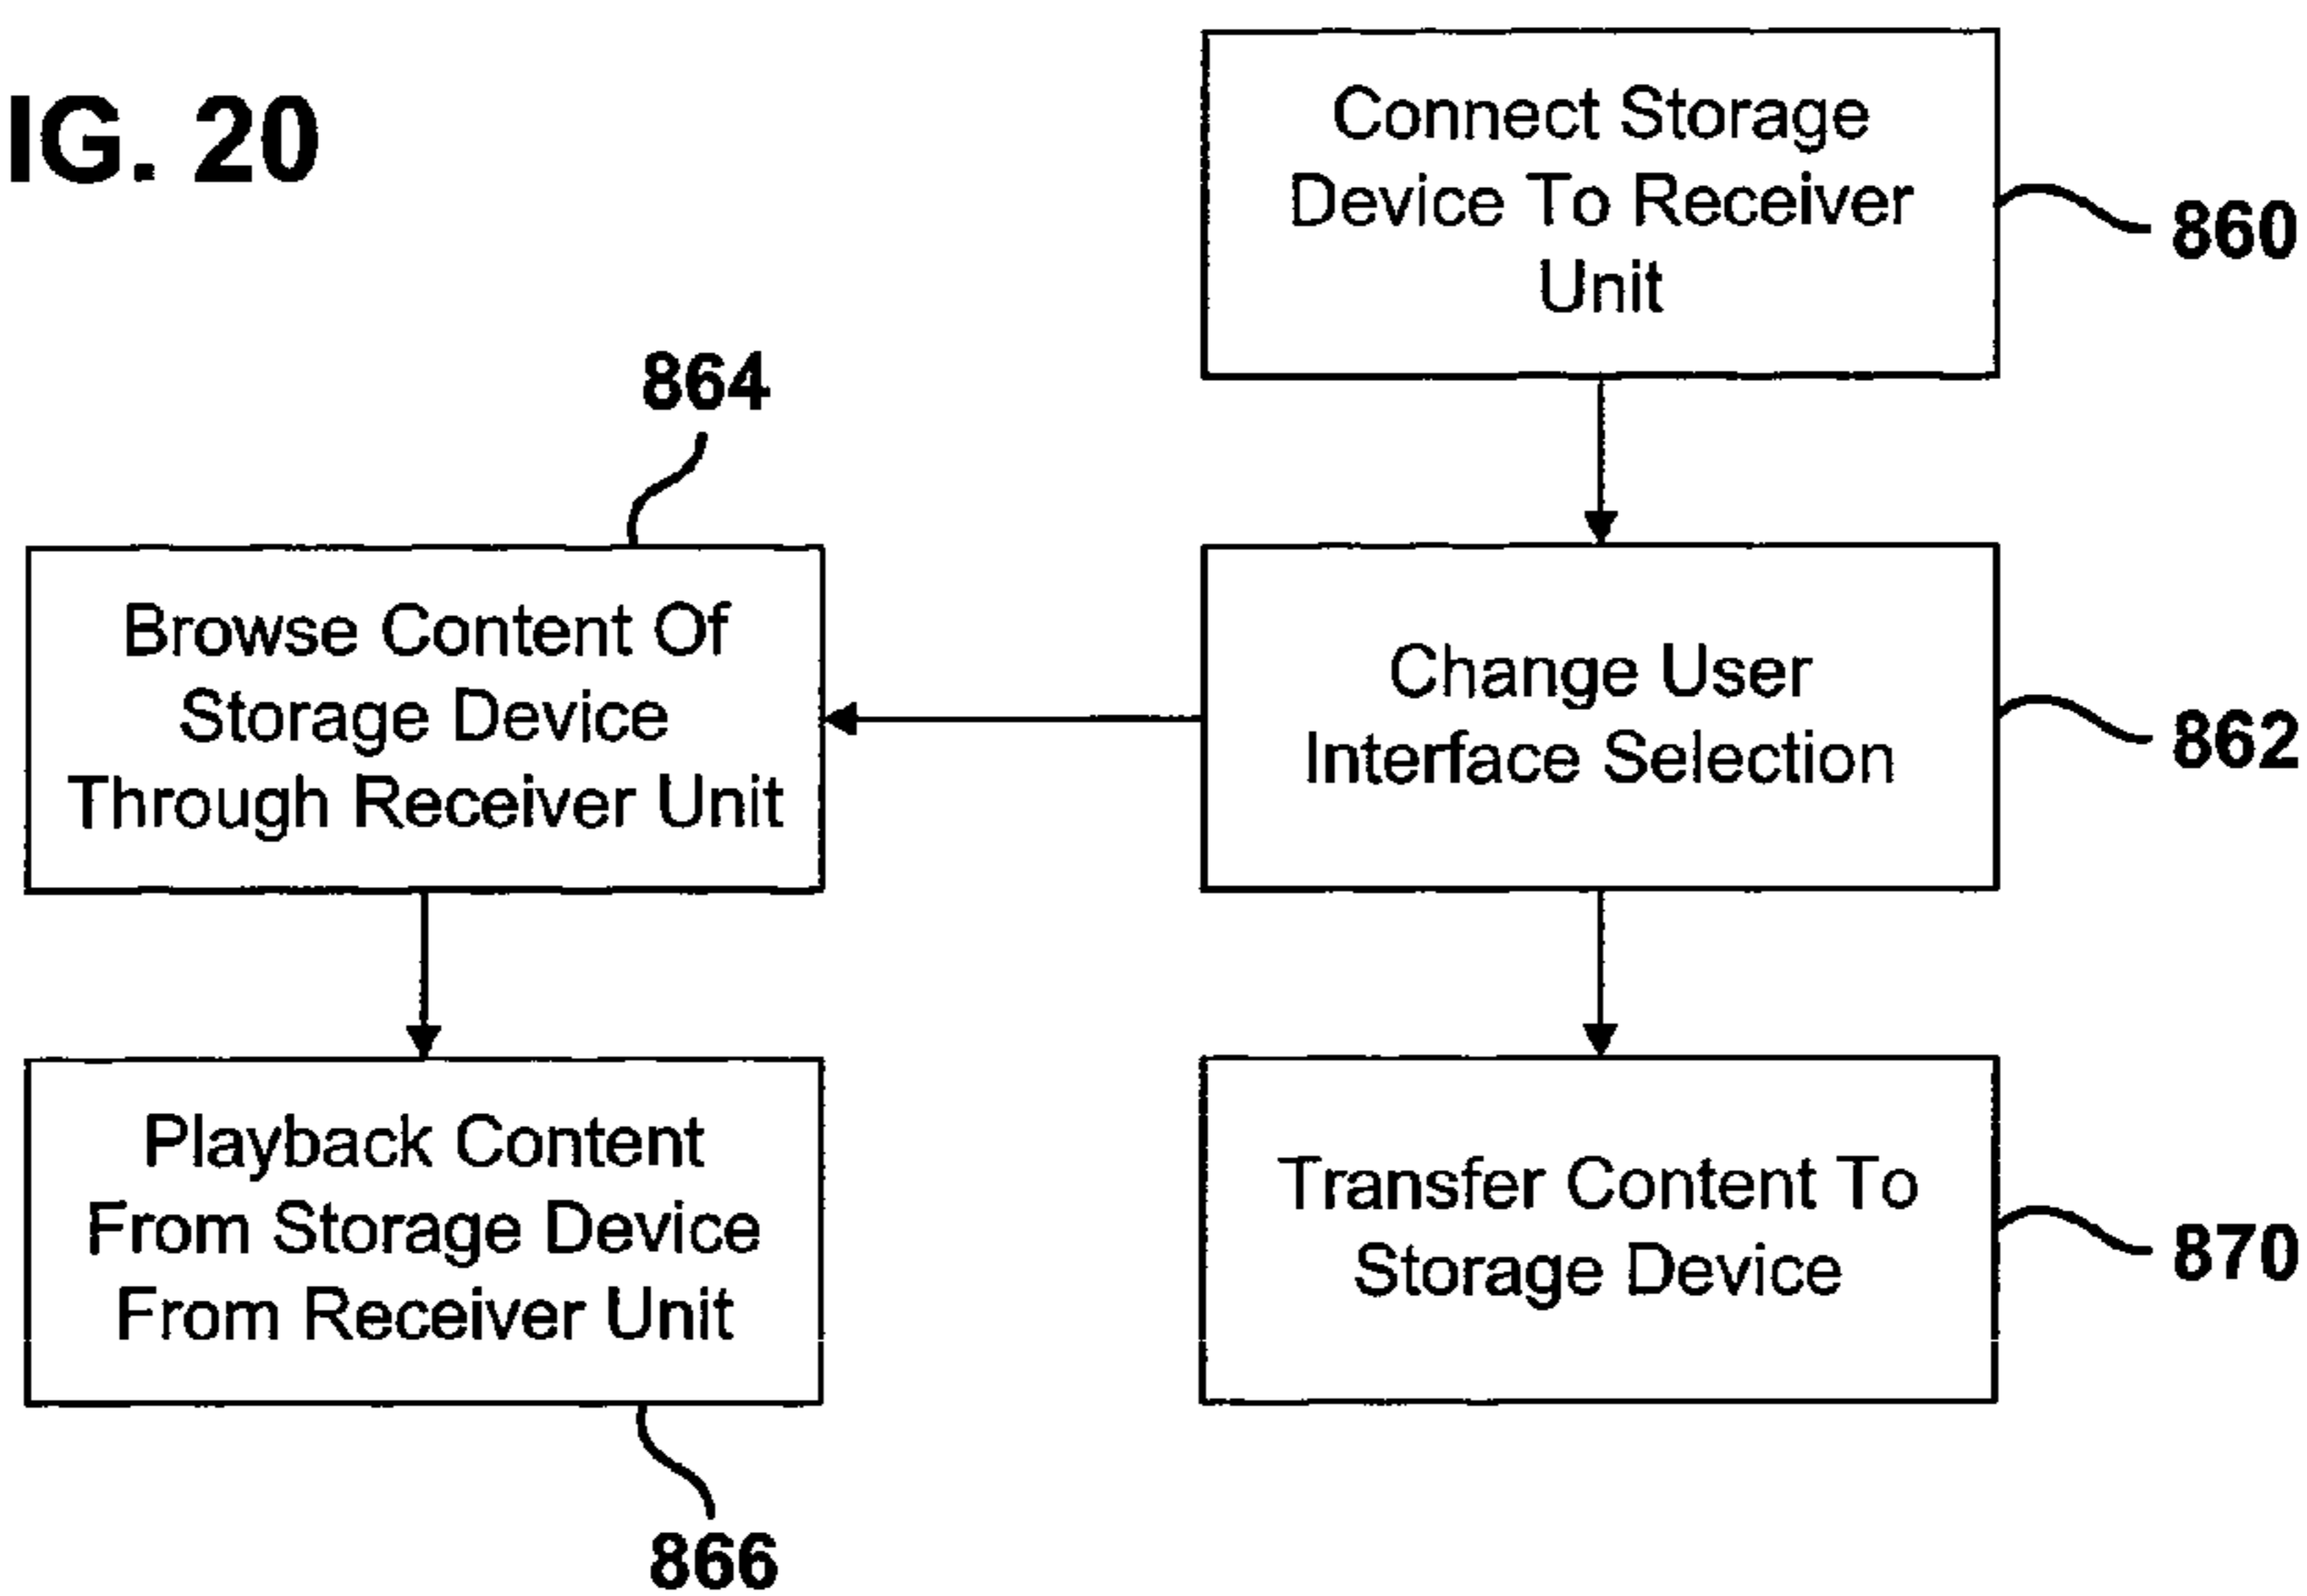 IG. 20
Connect Storage
Device To Receiver
Unit
860
864
Browse Content Of
Storage Device
Through Receiver Unit
Change User
Interface Selection
862
Playback Content
From Storage Device
From Receiver Unit
866
Transfer Content To
Storage Device
870